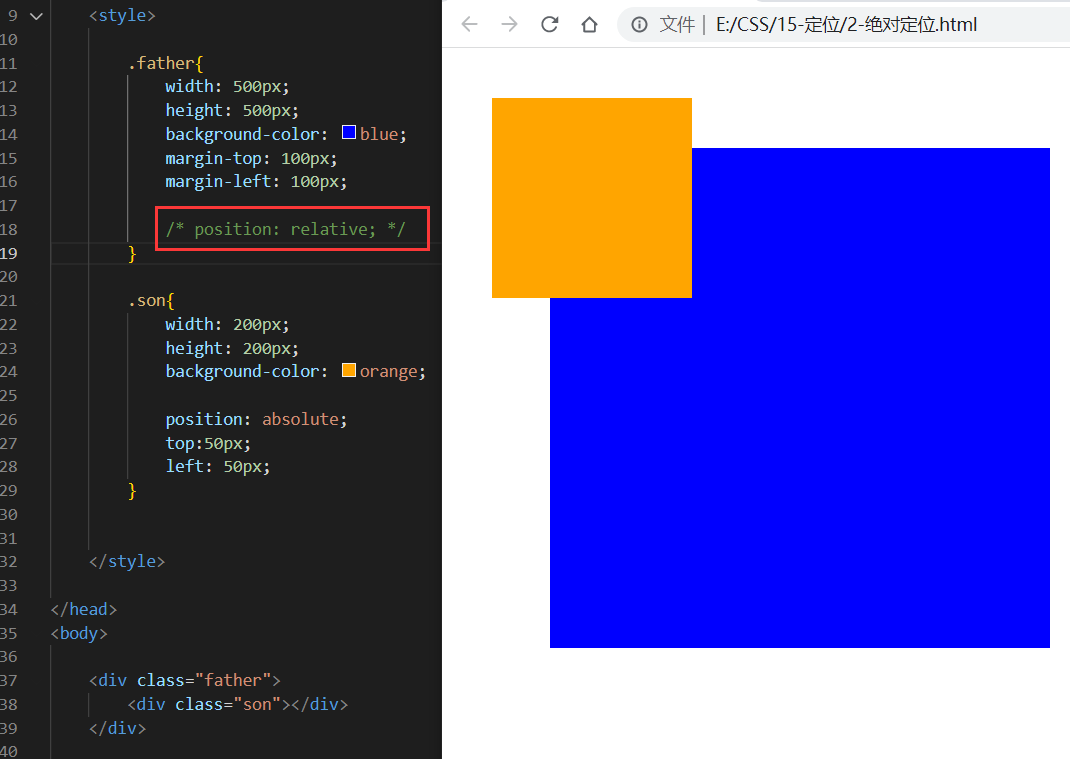 9 <style>
10
11 .father{
12 width: 500px;
13 height: 500px;
14 background-color: blue;
15 margin-top: 100px;
16 margin-left: 100px;
17
18 /* position: relative; */
19 }
20
21 .son{
22 width: 200px;
23 height: 200px;
24 background-color: orange;
25
26 position: absolute;
27 top:50px;
28 left: 50px;
29 }
30
31
32 </style>
33
34 </head>
35 <body>
36
37 <div class="father">
38 <div class="son"></div>
39 </div>
40
文件 | E:/CSS/15-定位/2-绝对定位.html